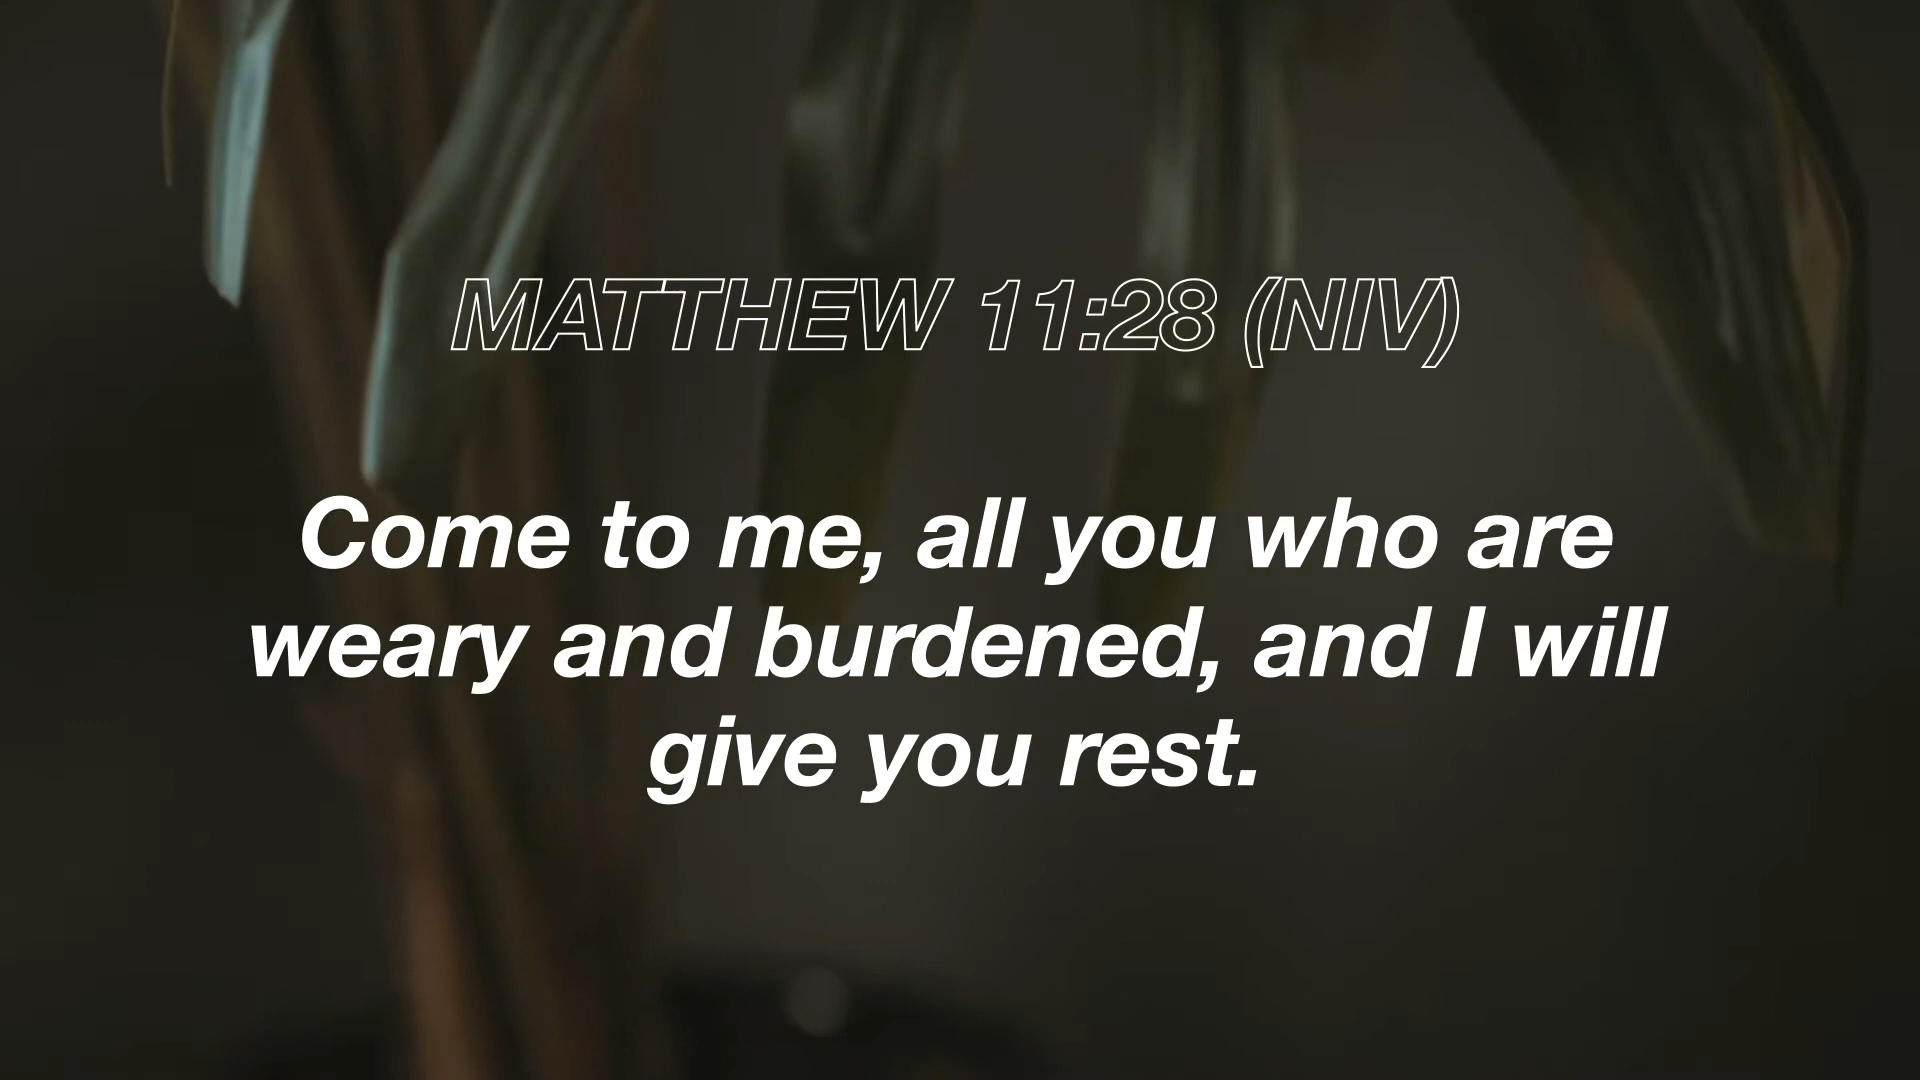 MATTHEW 11:28 (NIV)
Come to me, all you who are
weary and burdened, and I will
give you rest.